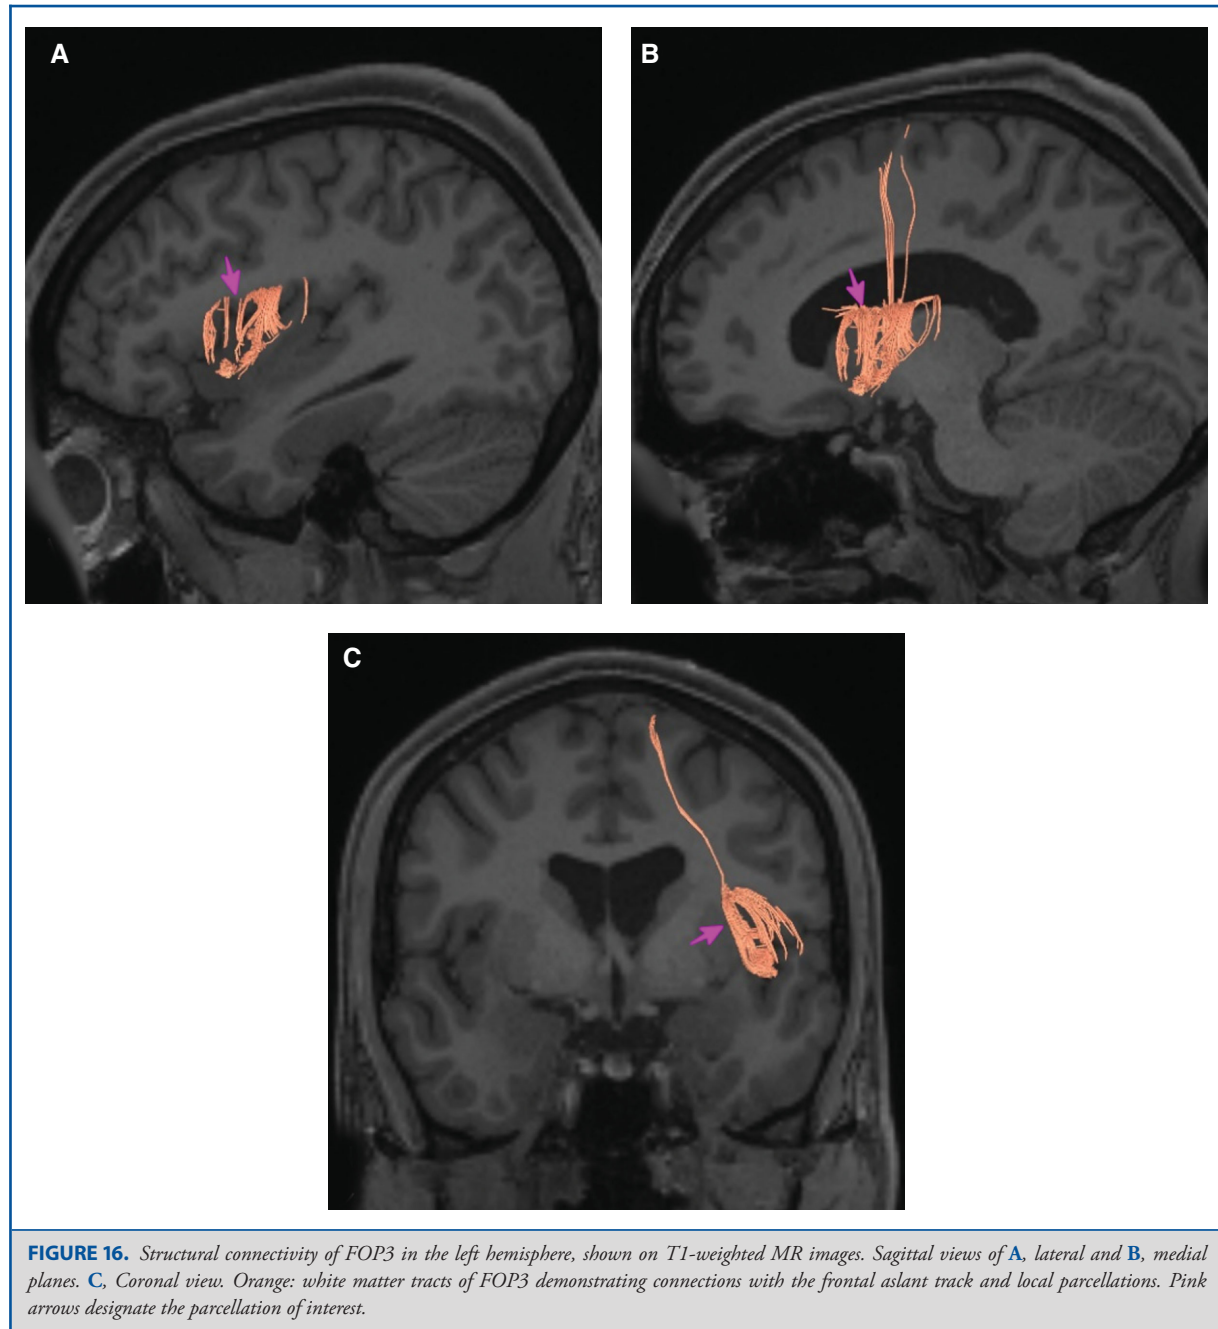 A
B
C
FIGURE 16. Structural connectivity of FOP3 in the left hemisphere, shown on T1-weighted MR images. Sagittal views of A, lateral and B, medial
planes. C, Coronal view. Orange: white matter tracts of FOP3 demonstrating connections with the frontal aslant track and local parcellations. Pink
arrows designate the parcellation of interest.